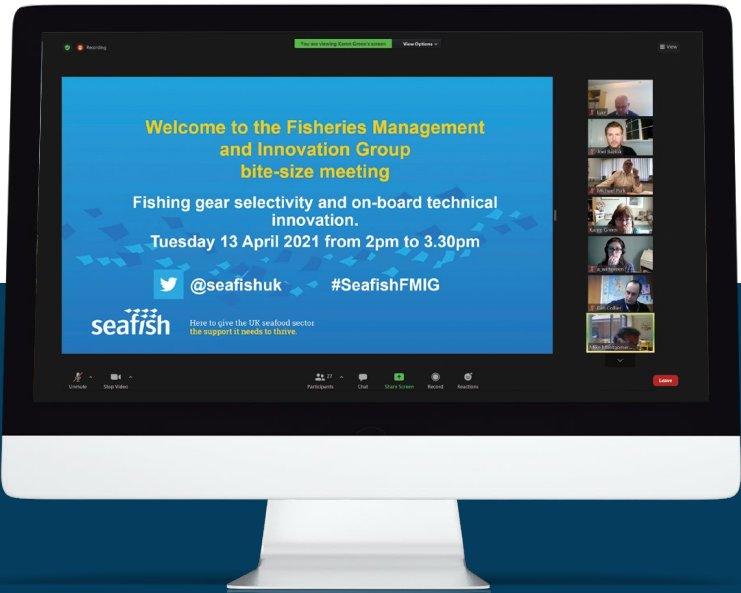 Recording
You are viewing Karen Green's screen
View Options
View
Welcome to the Fisheries Management
and Innovation Group
bite-size meeting
Fishing gear selectivity and on-board technical
innovation.
Tuesday 13 April 2021 from 2pm to 3.30pm
@seafishuk #SeafishFMIG
seafish
Here to give the UK seafood sector
the support it needs to thrive.
Michael Park
Karen Green
Unmute
Stop Video
27
Participants
Chat
Share Screen
Record
Reactions
Leave